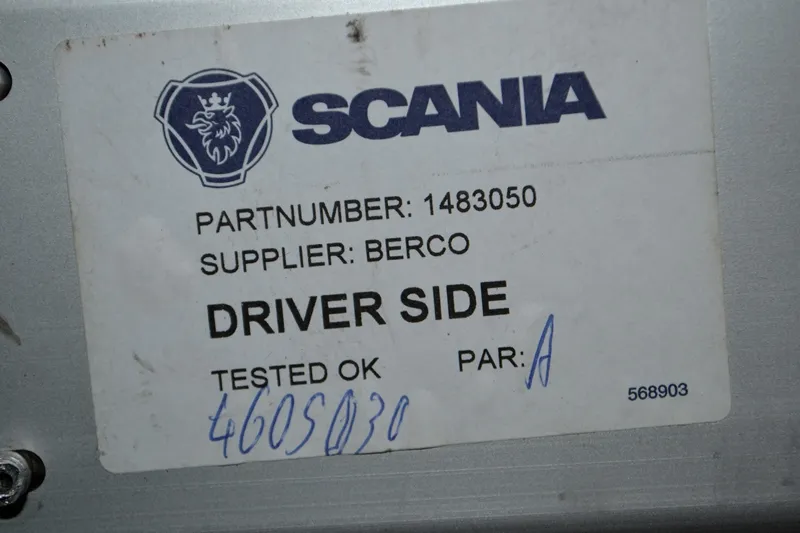 SCANIA
PARTNUMBER: 1483050
SUPPLIER: BERCO
DRIVER SIDE
TESTED OK PAR: A
4605030
568903